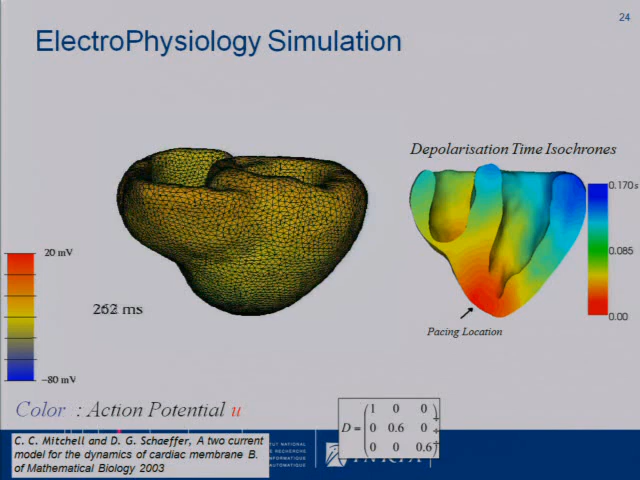 24
ElectroPhysiology Simulation
Depolarisation Time Isochrones
0.170s
0.085
0.00
20 mV
262 ms
Pacing Location
-80 mV
Color : Action Potential u
D =
1 0 0
0 0.6 0
0 0 0.6
C. C. Mitchell and D. G. Schaeffer, A two current
model for the dynamics of cardiac membrane B.
of Mathematical Biology 2003
NATIONAL